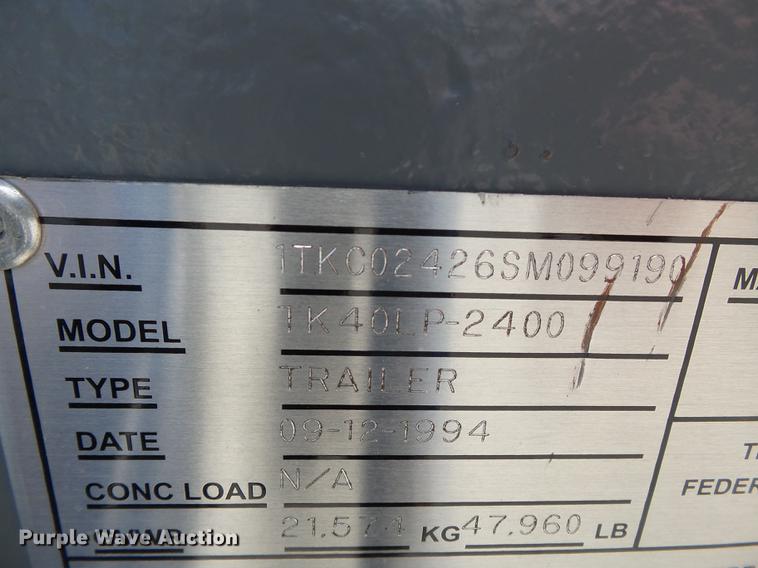 V.I.N. 1TKC02426SM099190 MA
MODEL TK40LP-2400
TYPE TRAILER
DATE 09-12-1994
CONC LOAD N/A
FEDER
21,574 KG 47,960 LB
Purple Wave Auction